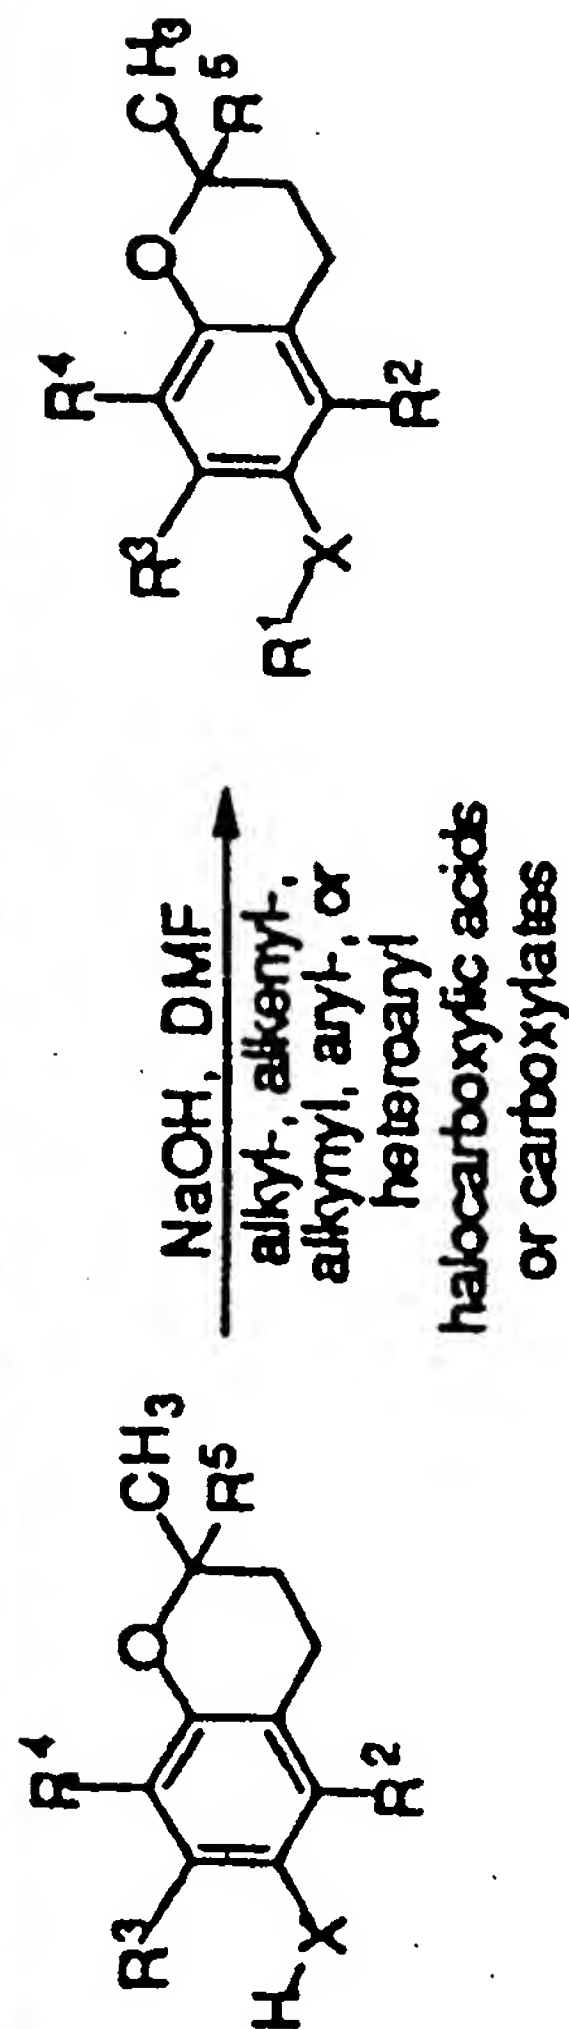 R³
R⁴
O
CH₃
R⁵
H
X
R²
NaOH, DMF
alkyl-, alkenyl-,
alkynyl, aryl-, or
heteroaryl
halocarboxylic acids
or carboxylates
R³
R⁴
O
CH₃
R⁵
R¹
X
R²